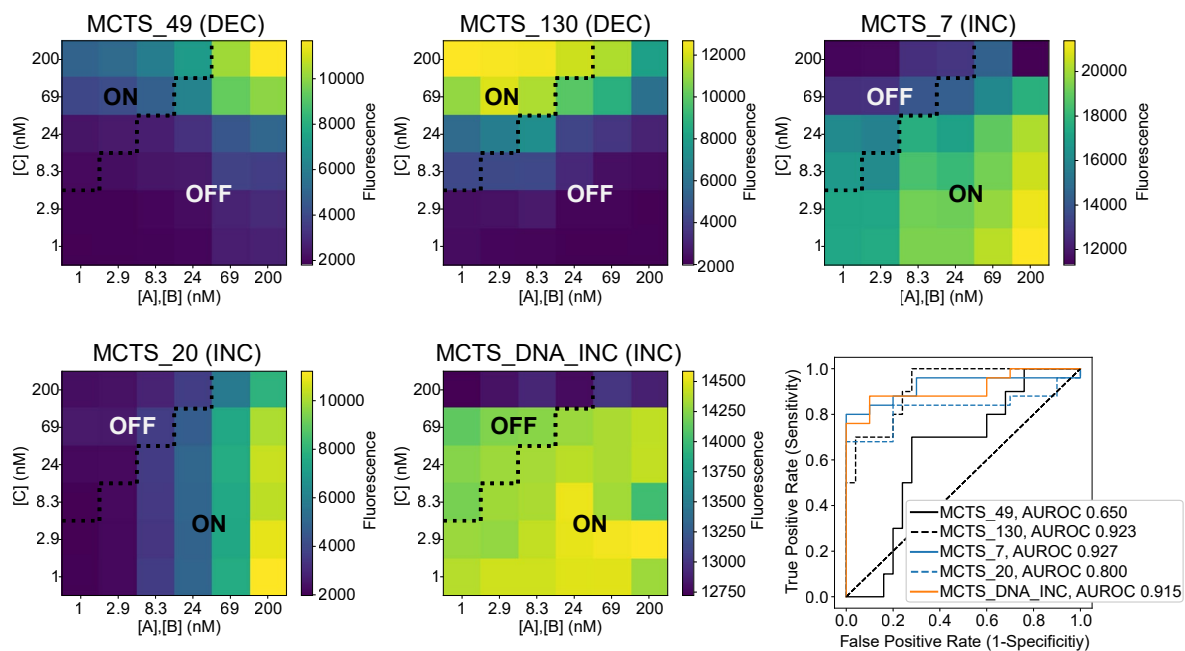 MCTS_49 (DEC)
200
69
24
8.3
2.9
1
[C] (nM)
ON
OFF
1 2.9 8.3 24 69 200
[A],[B] (nM)
10000
8000
6000
4000
2000
Fluorescence
MCTS_130 (DEC)
200
69
24
8.3
2.9
1
[C] (nM)
ON
OFF
1 2.9 8.3 24 69 200
[A],[B] (nM)
12000
10000
8000
6000
4000
2000
Fluorescence
MCTS_7 (INC)
200
69
24
8.3
2.9
1
[C] (nM)
OFF
ON
1 2.9 8.3 24 69 200
[A],[B] (nM)
20000
18000
16000
14000
12000
Fluorescence
MCTS_20 (INC)
200
69
24
8.3
2.9
1
[C] (nM)
OFF
ON
1 2.9 8.3 24 69 200
[A],[B] (nM)
10000
8000
6000
4000
2000
Fluorescence
MCTS_DNA_INC (INC)
200
69
24
8.3
2.9
1
[C] (nM)
OFF
ON
1 2.9 8.3 24 69 200
[A],[B] (nM)
14500
14250
14000
13750
13500
13250
13000
12750
Fluorescence
1.0
0.8
0.6
0.4
0.2
0.0
True Positive Rate (Sensitivity)
MCTS_49, AUROC 0.650
MCTS_130, AUROC 0.923
MCTS_7, AUROC 0.927
MCTS_20, AUROC 0.800
MCTS_DNA_INC, AUROC 0.915
0.0 0.2 0.4 0.6 0.8 1.0
False Positive Rate (1-Specificitiy)